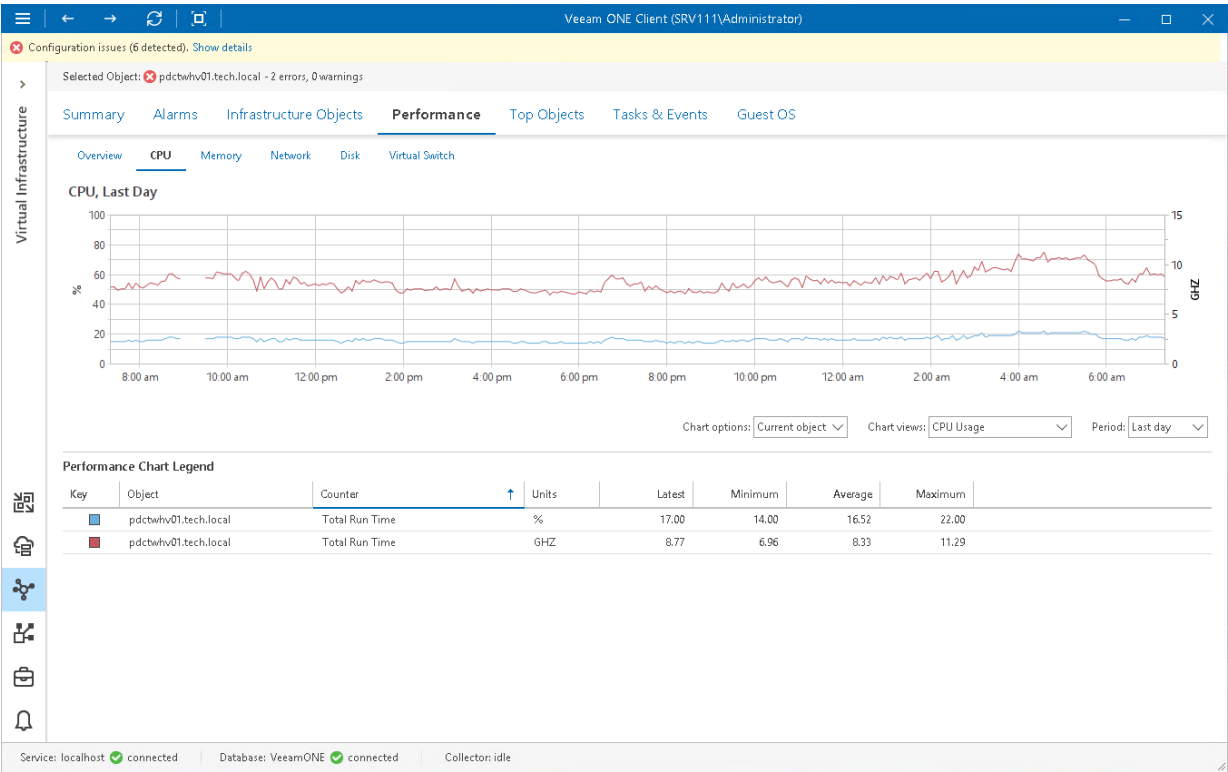 Veeam ONE Client (SRV111\Administrator)
Configuration issues (6 detected). Show details
Selected Object: pdctwhv01.tech.local - 2 errors, 0 warnings
Virtual Infrastructure
Summary Alarms Infrastructure Objects Performance Top Objects Tasks & Events Guest OS
Overview CPU Memory Network Disk Virtual Switch
CPU, Last Day
100 80 60 40 20 0
%
15 10 5 0
GHZ
8:00 am 10:00 am 12:00 pm 2:00 pm 4:00 pm 6:00 pm 8:00 pm 10:00 pm 12:00 am 2:00 am 4:00 am 6:00 am
Chart options: Current object Chart views: CPU Usage Period: Last day
Performance Chart Legend
Key Object Counter Units Latest Minimum Average Maximum
pdctwhv01.tech.local Total Run Time % 17.00 14.00 16.52 22.00
pdctwhv01.tech.local Total Run Time GHZ 8.77 6.96 8.33 11.29
Service: localhost connected Database: VeeamONE connected Collector: idle